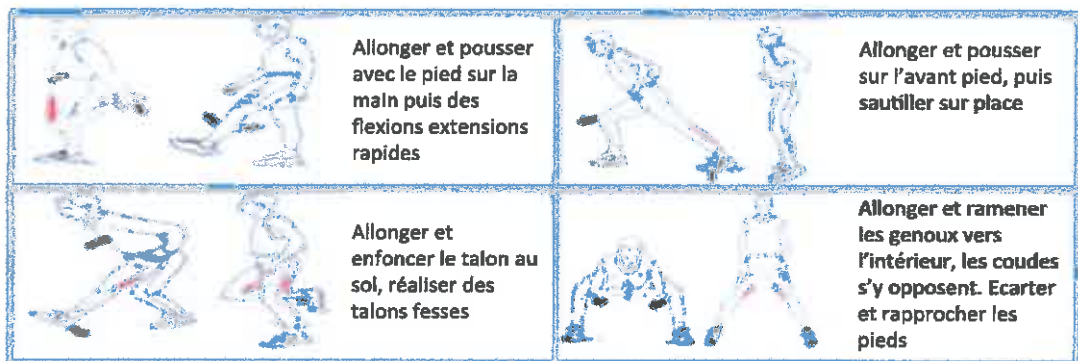 Allonger et pousser
avec le pied sur la
main puis des
flexions extensions
rapides
Allonger et pousser
sur l'avant pied, puis
sautiller sur place
Allonger et
enfoncer le talon au
sol, réaliser des
talons fesses
Allonger et ramener
les genoux vers
l'intérieur, les coudes
s'y opposent. Ecarter
et rapprocher les
pieds